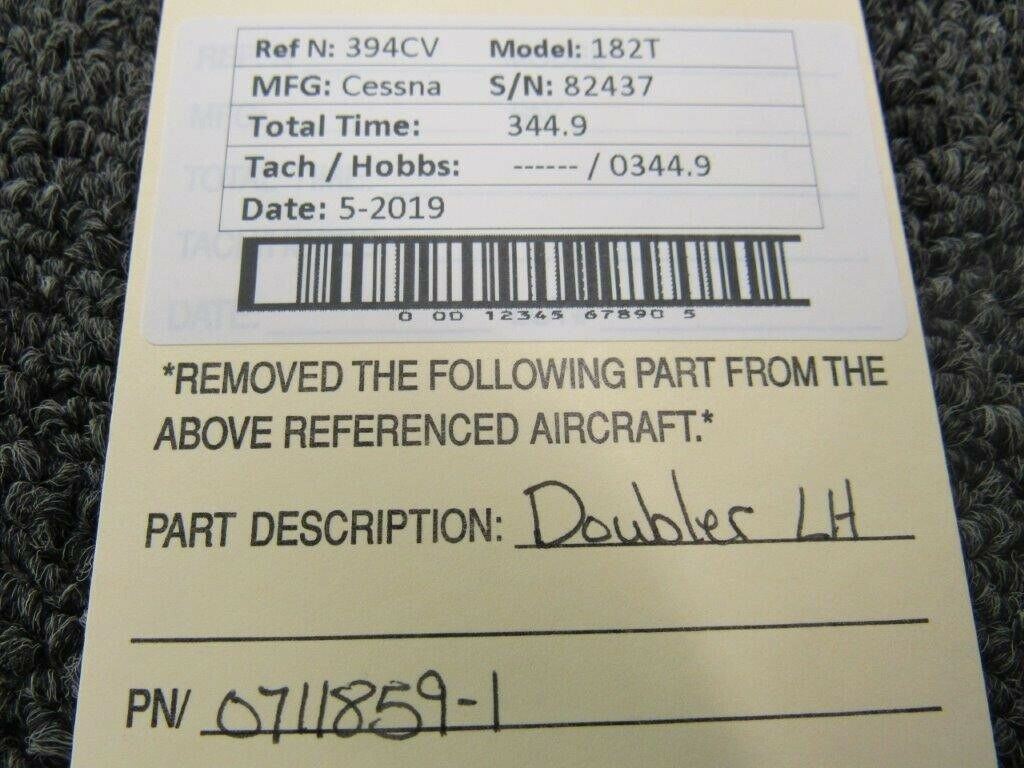 Ref N: 394CV Model: 182T
MFG: Cessna S/N: 82437
Total Time: 344.9
Tach / Hobbs: ------ / 0344.9
Date: 5-2019
0 00 12345 67890 5
*REMOVED THE FOLLOWING PART FROM THE
ABOVE REFERENCED AIRCRAFT.*
PART DESCRIPTION: Doubler LH
PN/ 0711859-1